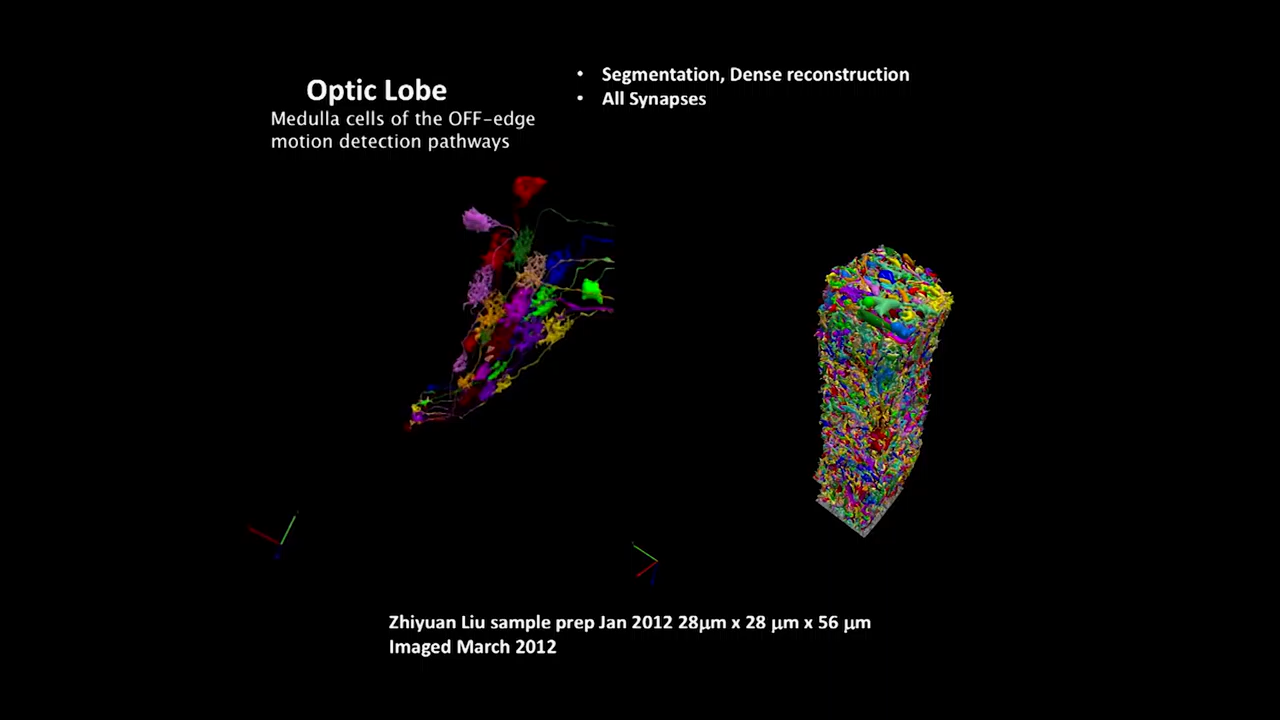 Optic Lobe
Medulla cells of the OFF-edge
motion detection pathways
• Segmentation, Dense reconstruction
• All Synapses
Zhiyuan Liu sample prep Jan 2012 28μm x 28 μm x 56 μm
Imaged March 2012